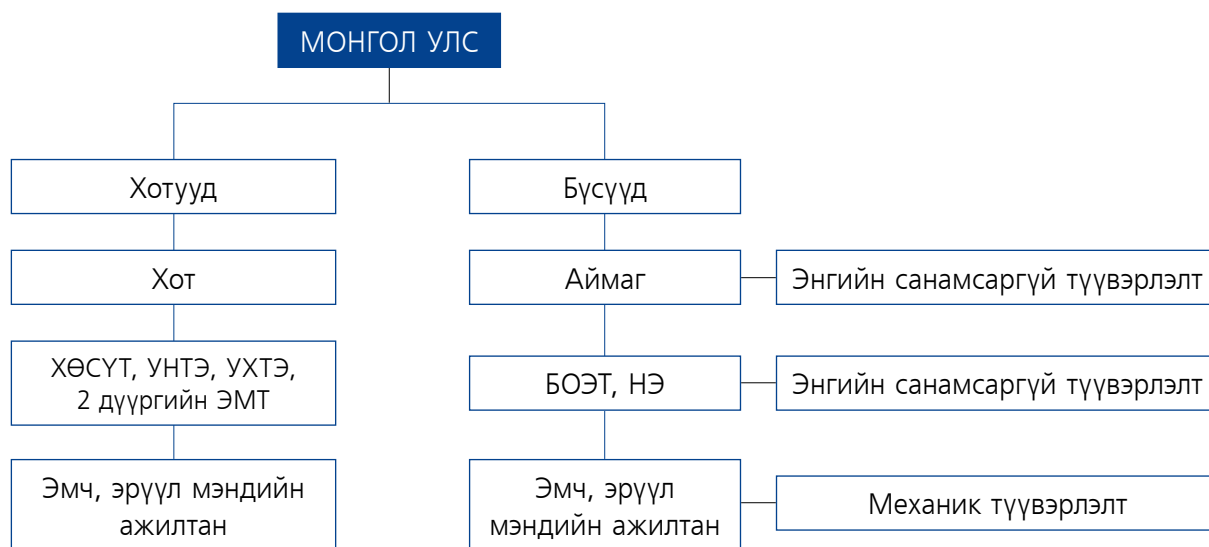 МОНГОЛ УЛС
Хотууд
Бүсүүд
Хот
Аймаг
Энгийн санамсаргүй түүвэрлэлт
ХӨСҮТ, УНТЭ, УХТЭ,
2 дүүргийн ЭМТ
БОЭТ, НЭ
Энгийн санамсаргүй түүвэрлэлт
Эмч, эрүүл мэндийн
ажилтан
Эмч, эрүүл
мэндийн ажилтан
Механик түүвэрлэлт